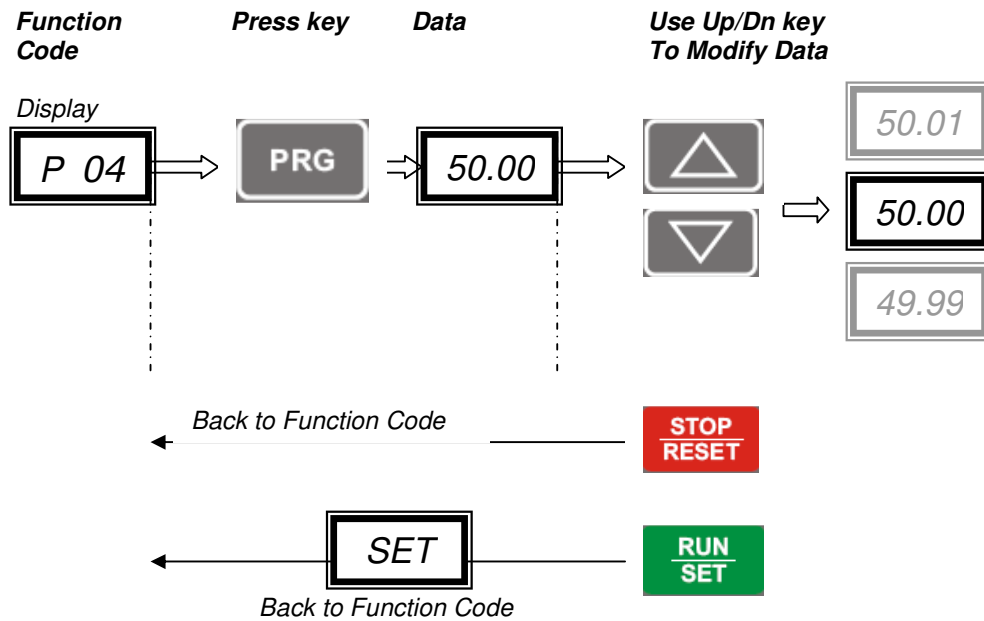 Function
Code
Press key
Data
Use Up/Dn key
To Modify Data
Display
P 04
PRG
50.00
50.01
50.00
49.99
Back to Function Code
STOP
RESET
SET
RUN
SET
Back to Function Code